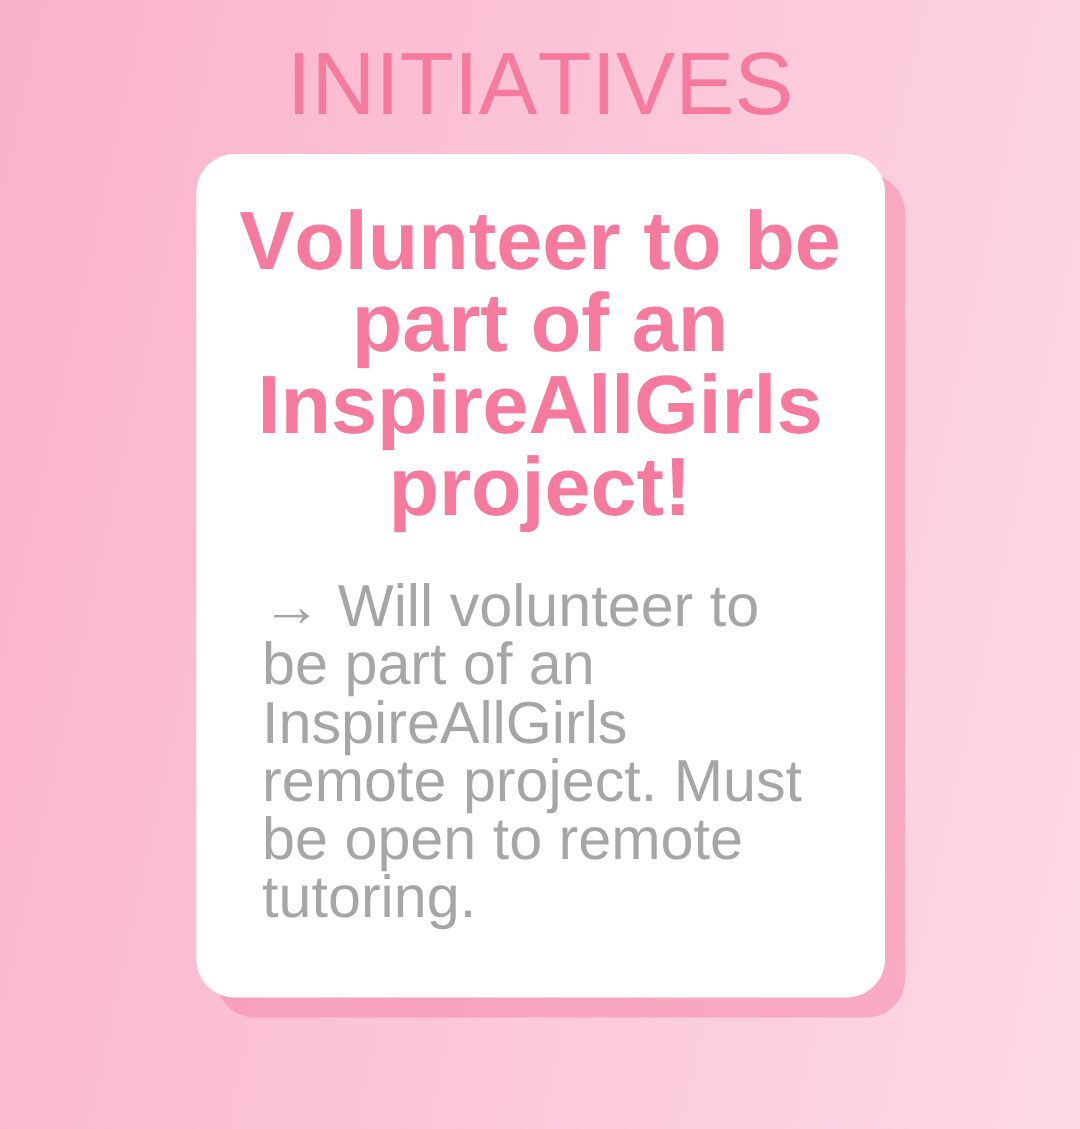 INITIATIVES
Volunteer to be
part of an
InspireAllGirls
project!
→ Will volunteer to
be part of an
InspireAllGirls
remote project. Must
be open to remote
tutoring.